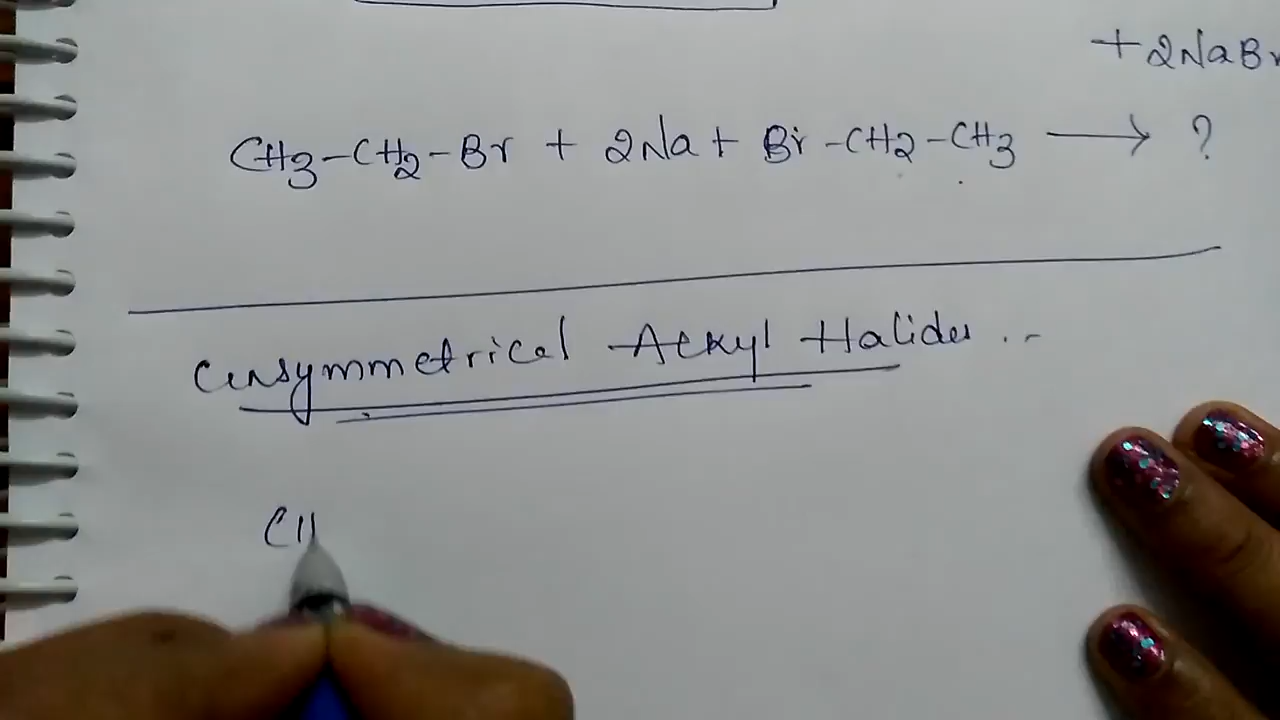 + 2NaBr
CH3-CH2-Br + 2Na + Br-CH2-CH3 ⟶ ?
Unsymmetrical Alkyl Halides ..
CH